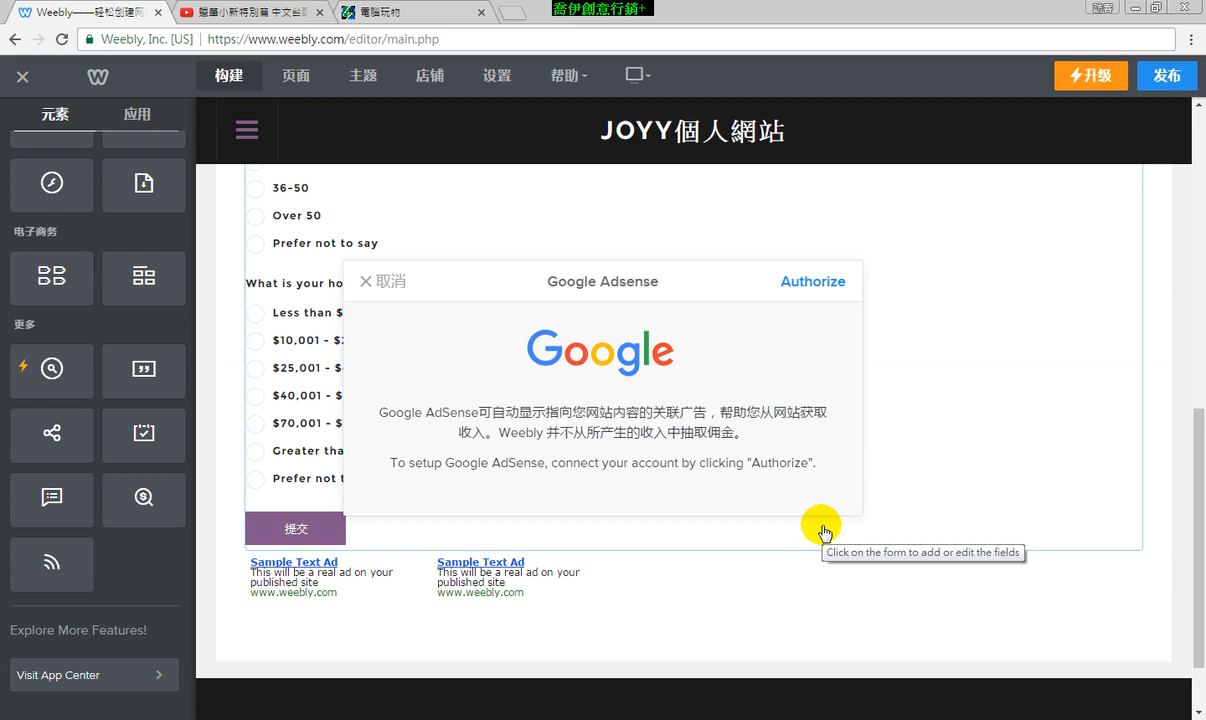 Weebly——轻松创建网
蠟筆小新特別篇 中文台配
電腦玩物
喬伊創意行銷+
訪客
Weebly, Inc. [US]
https://www.weebly.com/editor/main.php
构建
页面
主题
店铺
设置
帮助
升级
发布
元素
应用
JOYY個人網站
36-50
Over 50
Prefer not to say
电子商务
更多
What is your ho
Less than $
$10,001 - $2
$25,001 - $4
$40,001 - $
$70,001 - $
Greater tha
Prefer not t
取消
Google Adsense
Authorize
Google
Google AdSense可自动显示指向您网站内容的关联广告，帮助您从网站获取
收入。Weebly 并不从所产生的收入中抽取佣金。
To setup Google AdSense, connect your account by clicking "Authorize".
提交
Click on the form to add or edit the fields
Sample Text Ad
This will be a real ad on your
published site
www.weebly.com
Sample Text Ad
This will be a real ad on your
published site
www.weebly.com
Explore More Features!
Visit App Center